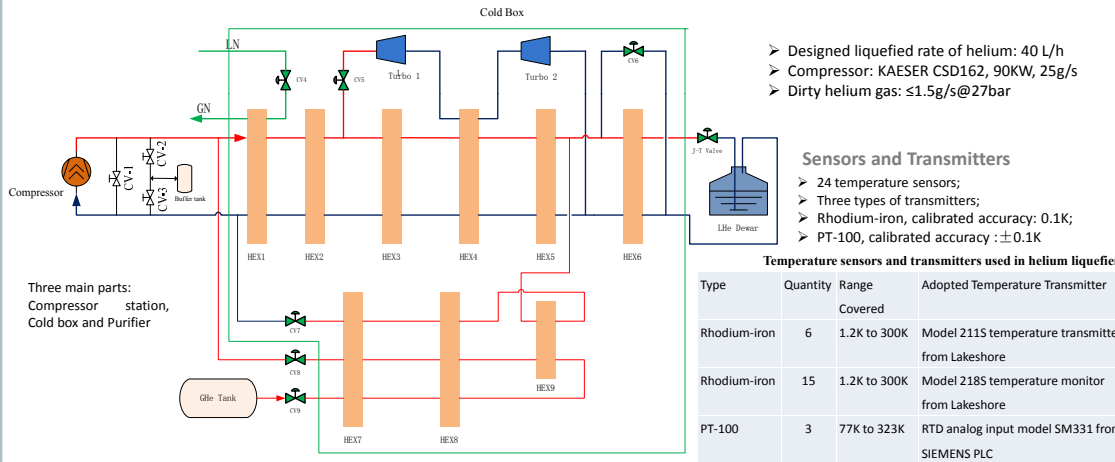 Cold Box
LN
CV4
CV5
Turbo 1
1
Turbo 2
CV6
GN
➢ Designed liquefied rate of helium: 40 L/h
➢ Compressor: KAESER CSD162, 90KW, 25g/s
➢ Dirty helium gas: ≤1.5g/s@27bar
Compressor
CV-1
CV-2
CV-3
Buffer tank
J-T Valve
LHe Dewar
HEX1
HEX2
HEX3
HEX4
HEX5
HEX6
Sensors and Transmitters
➢ 24 temperature sensors;
➢ Three types of transmitters;
➢ Rhodium-iron, calibrated accuracy: 0.1K;
➢ PT-100, calibrated accuracy :±0.1K
Three main parts:
Compressor station,
Cold box and Purifier
CV7
CV8
GHe Tank
CV9
HEX7
HEX8
HEX9
Temperature sensors and transmitters used in helium liquefie
Type Quantity Range Adopted Temperature Transmitter
Covered
Rhodium-iron 6 1.2K to 300K Model 211S temperature transmitte
from Lakeshore
Rhodium-iron 15 1.2K to 300K Model 218S temperature monitor
from Lakeshore
PT-100 3 77K to 323K RTD analog input model SM331 from
SIEMENS PLC